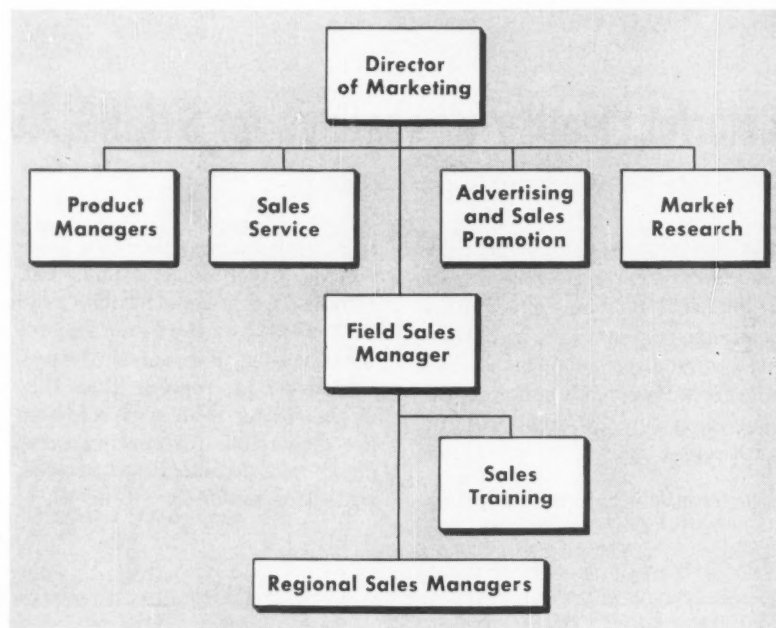 Director
of Marketing
Product
Managers
Sales
Service
Advertising
and Sales
Promotion
Market
Research
Field Sales
Manager
Sales
Training
Regional Sales Managers